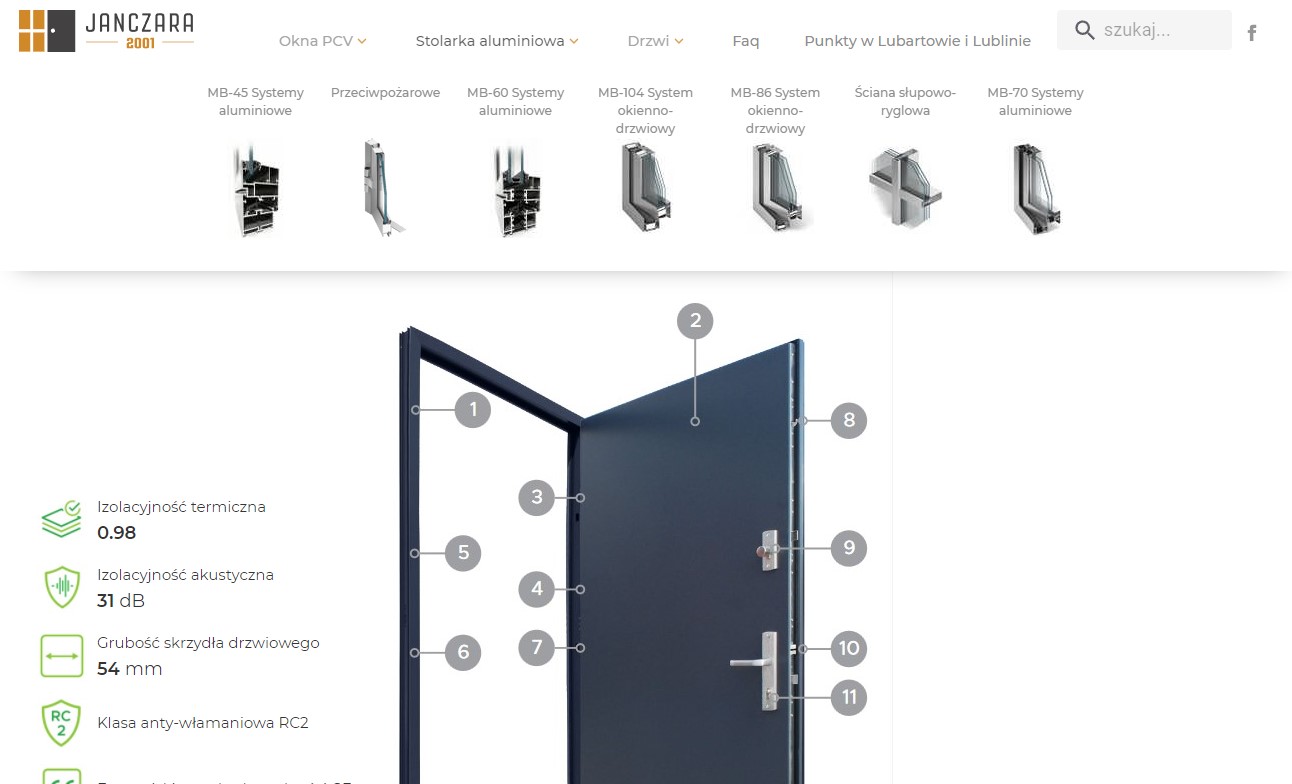 JANCZARA
2001
Okna PCV
Stolarka aluminiowa
Drzwi
Faq
Punkty w Lubartowie i Lublinie
szukaj...
MB-45 Systemy
aluminiowe
Przeciwpożarowe
MB-60 Systemy
aluminiowe
MB-104 System
okienno-
drzwiowy
MB-86 System
okienno-
drzwiowy
Ściana słupowo-
ryglowa
MB-70 Systemy
aluminiowe
2
1
8
3
9
5
4
7
6
10
11
Izolacyjność termiczna
0.98
Izolacyjność akustyczna
31 dB
Grubość skrzydła drzwiowego
54 mm
RC
2
Klasa anty-włamaniowa RC2